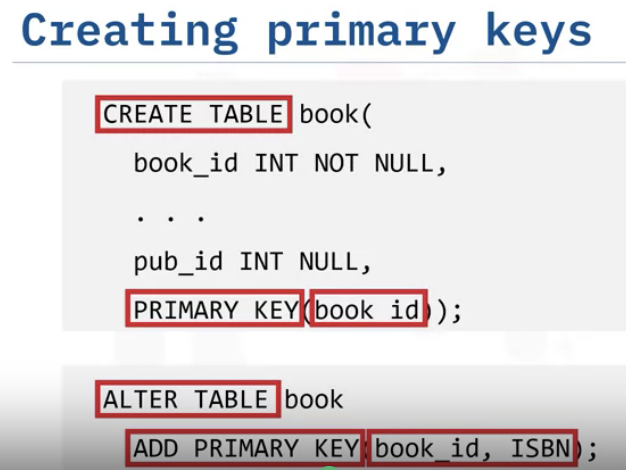 Creating primary keys
CREATE TABLE book(
book_id INT NOT NULL,
. . .
pub_id INT NULL,
PRIMARY KEY(book_id));
ALTER TABLE book
ADD PRIMARY KEY(book_id, ISBN);